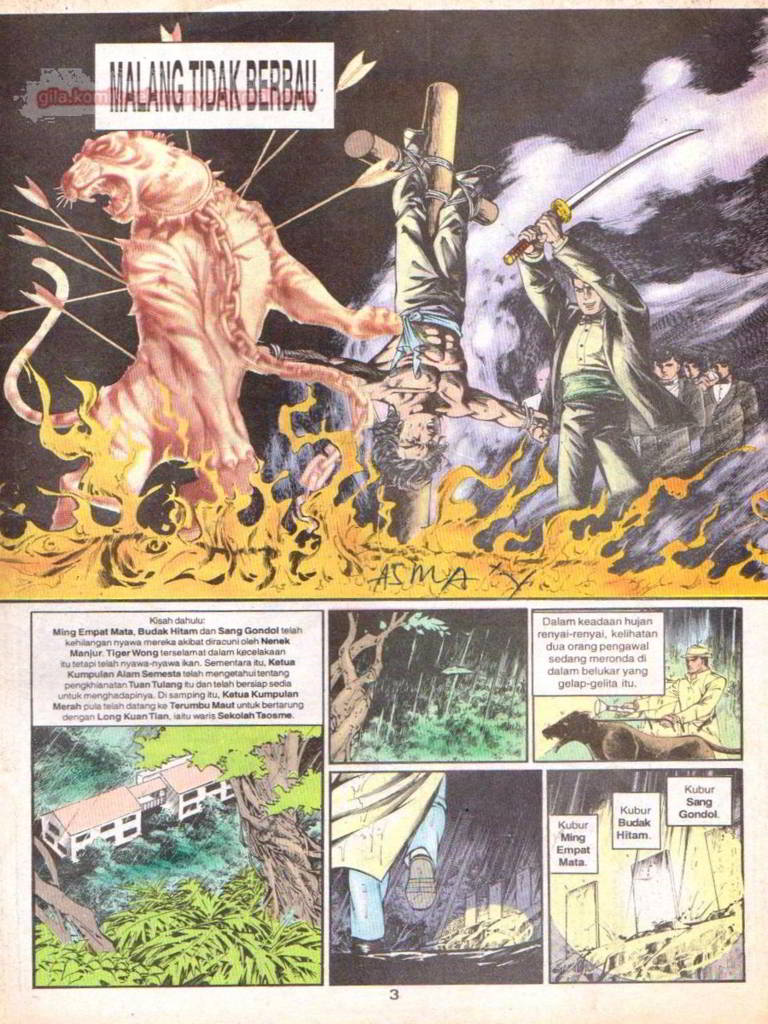 MALANG TIDAK BERBAU
ASMAVY
Kisah dahulu:
Ming Empat Mata, Budak Hitam dan Sang Gondol telah
kehilangan nyawa mereka akibat diracuni oleh Nenek
Manjur. Tiger Wong terselamat dalam kecelakaan
itu tetapi telah nyawa-nyawa ikan. Sementara itu, Ketua
Kumpulan Alam Semesta telah mengetahui tentang
pengkhianatan Tuan Tulang itu dan telah bersiap sedia
untuk menghadapinya. Di samping itu, Ketua Kumpulan
Merah pula telah datang ke Terumbu Maut untuk bertarung
dengan Long Kuan Tian, iaitu waris Sekolah Taosme.
Dalam keadaan hujan
renyai-renyai, kelihatan
dua orang pengawal
sedang meronda di
dalam belukar yang
gelap-gelita itu.
Kubur
Ming
Empat
Mata.
Kubur
Budak
Hitam.
Kubur
Sang
Gondol.
3